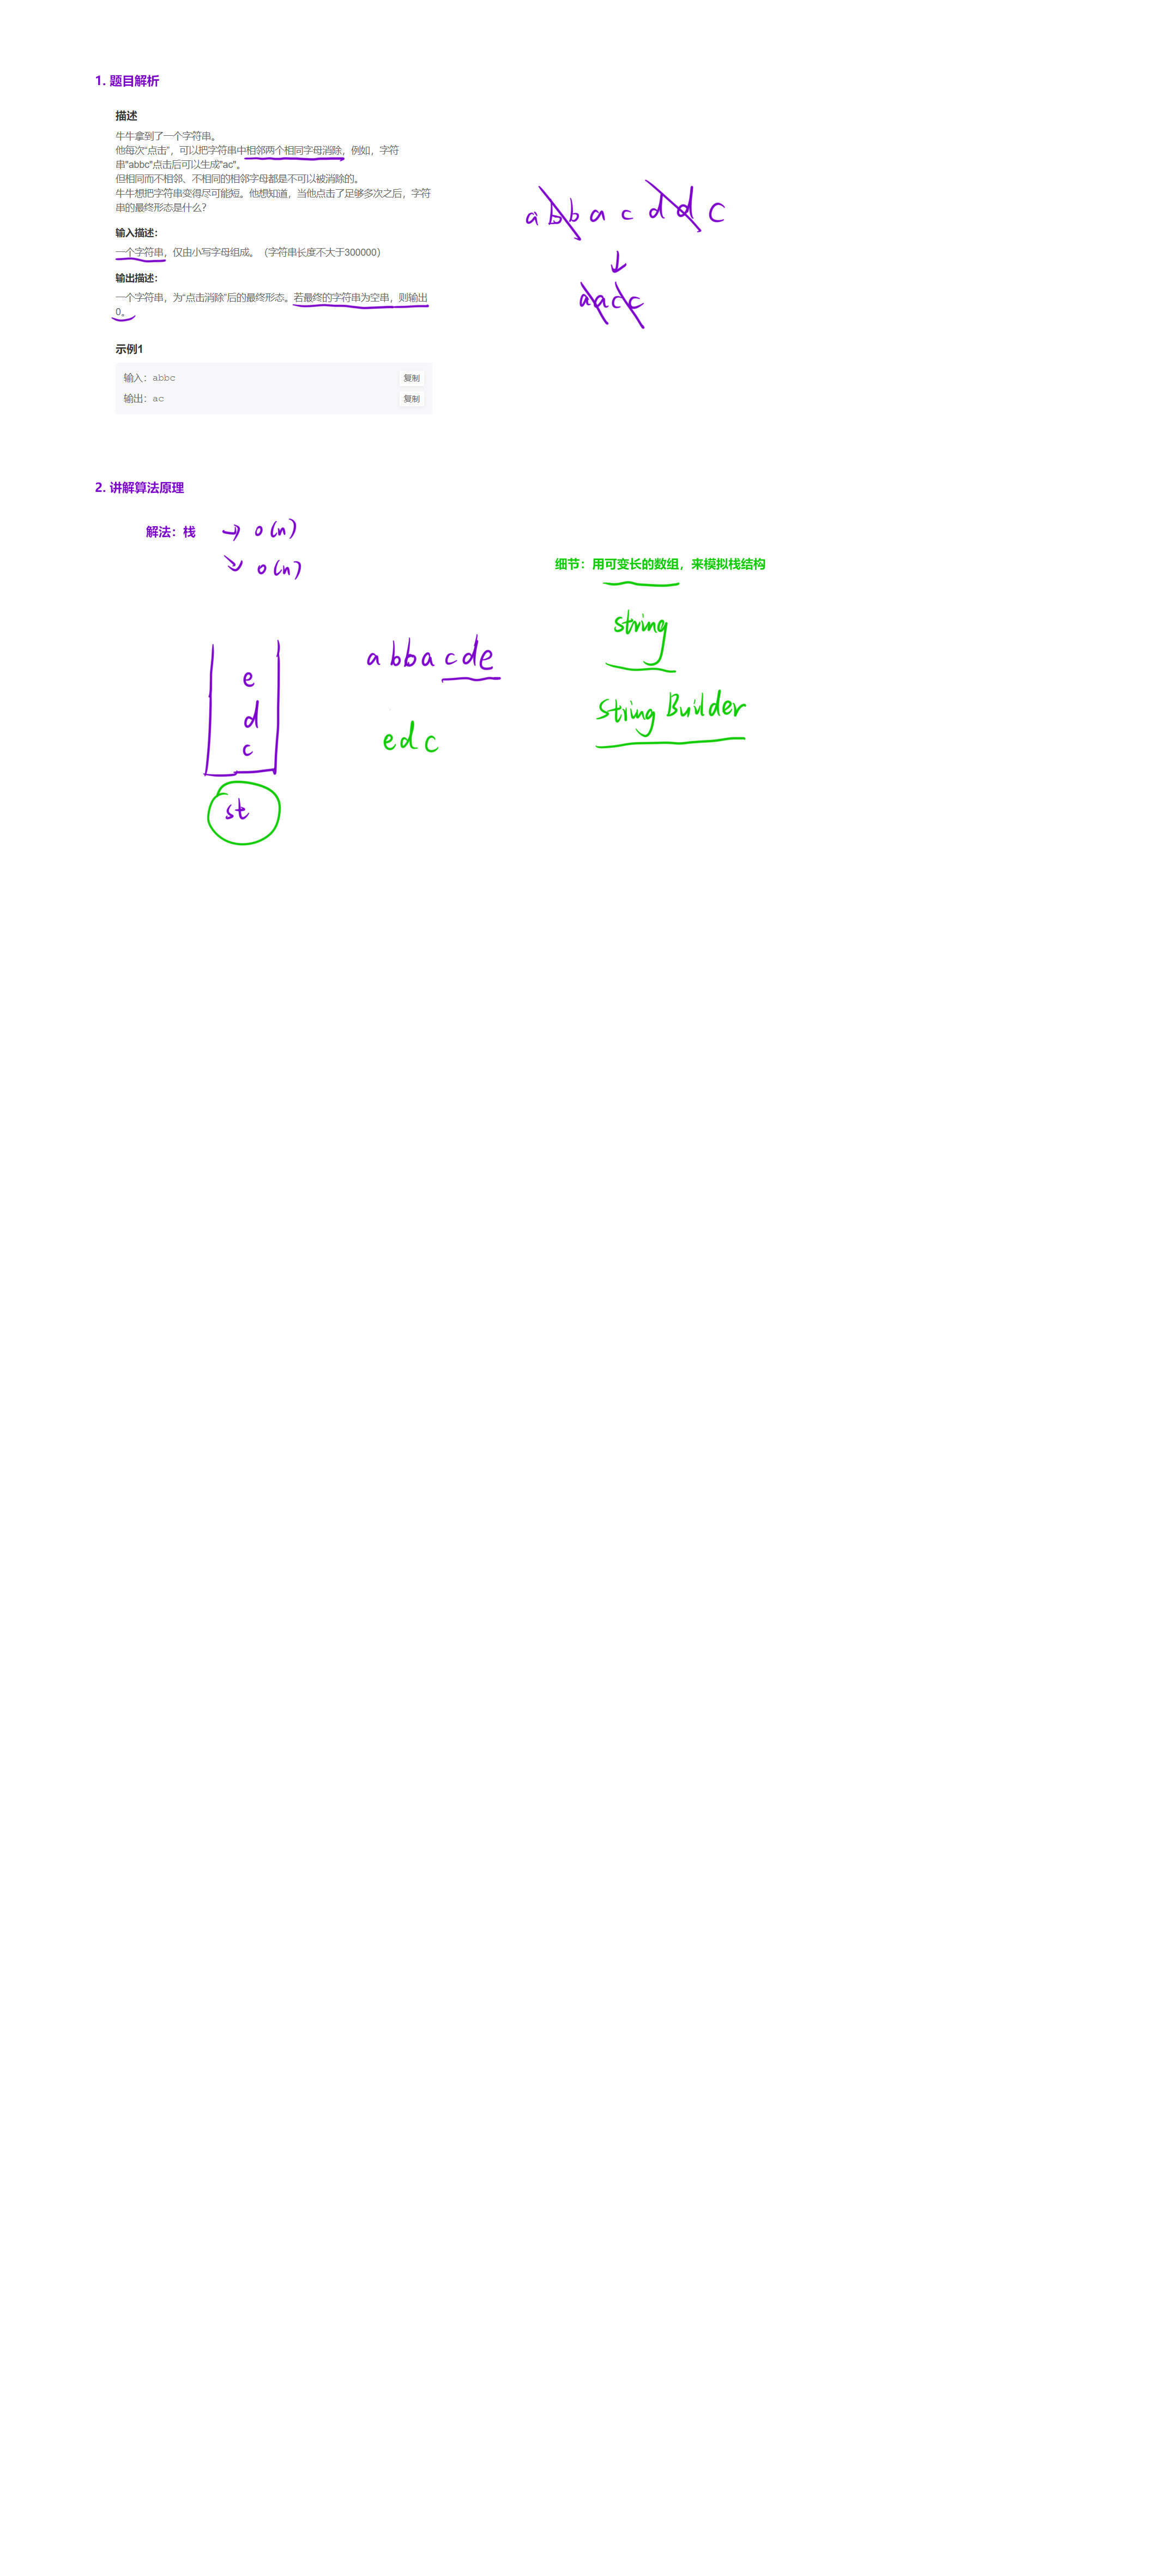 1. 题目解析
描述
牛牛拿到了一个字符串。
他每次“点击”，可以把字符串中相邻两个相同字母消除，例如，字符
串"abbc"点击后可以生成"ac"。
但相同而不相邻、不相同的相邻字母都是不可以被消除的。
牛牛想把字符串变得尽可能短。他想知道，当他点击了足够多次之后，字符
串的最终形态是什么？
输入描述：
一个字符串，仅由小写字母组成。（字符串长度不大于300000）
输出描述：
一个字符串，为“点击消除”后的最终形态。若最终的字符串为空串，则输出
0。
示例1
输入：abbc 复制
输出：ac 复制
abbacddc
aacc
2. 讲解算法原理
解法：栈 → o(n)
↘ o(n)
细节：用可变长的数组，来模拟栈结构
string
String Builder
abbacde
edc
e
d
c
st